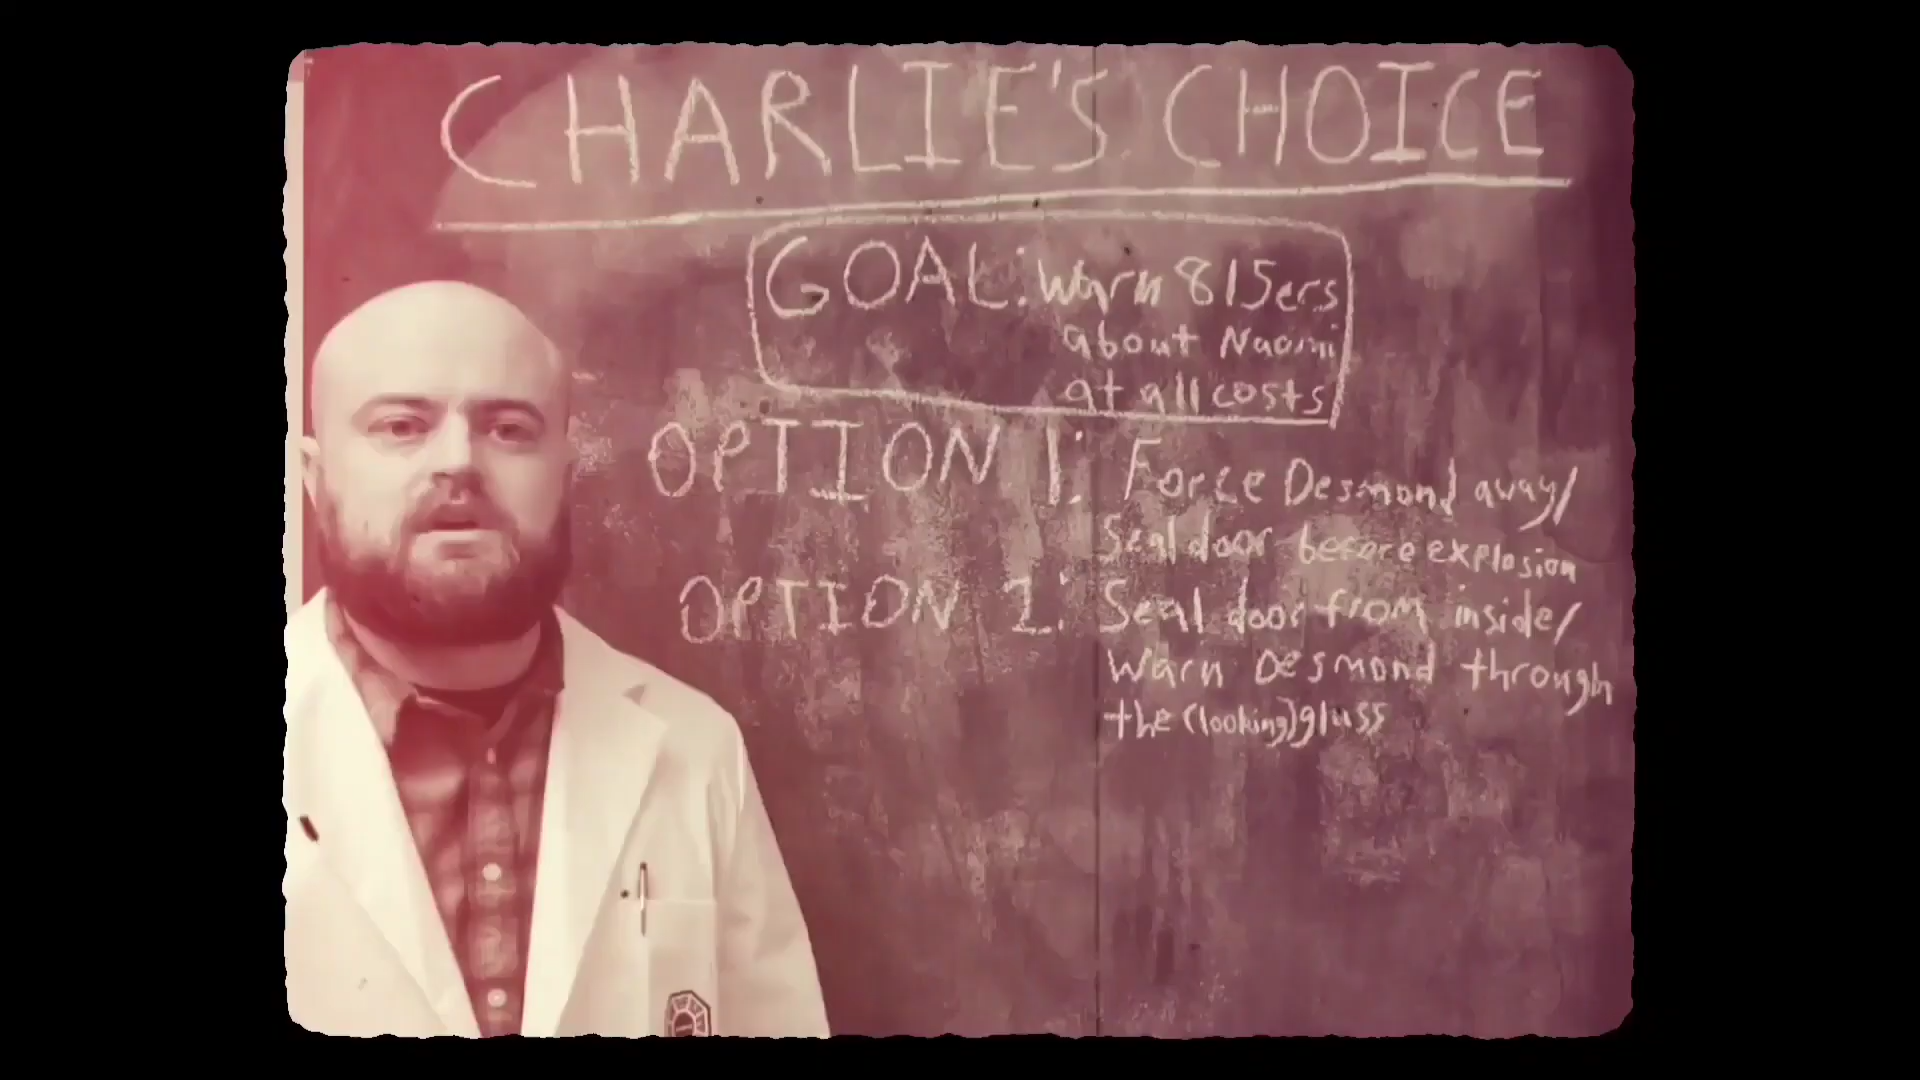 CHARLIE'S CHOICE
GOAL: Warn 815ers
about Naomi
at all costs
OPTION 1: Force Desmond away/
Seal door before explosion
OPTION 2: Seal door from inside/
Warn Desmond through
the (looking) glass